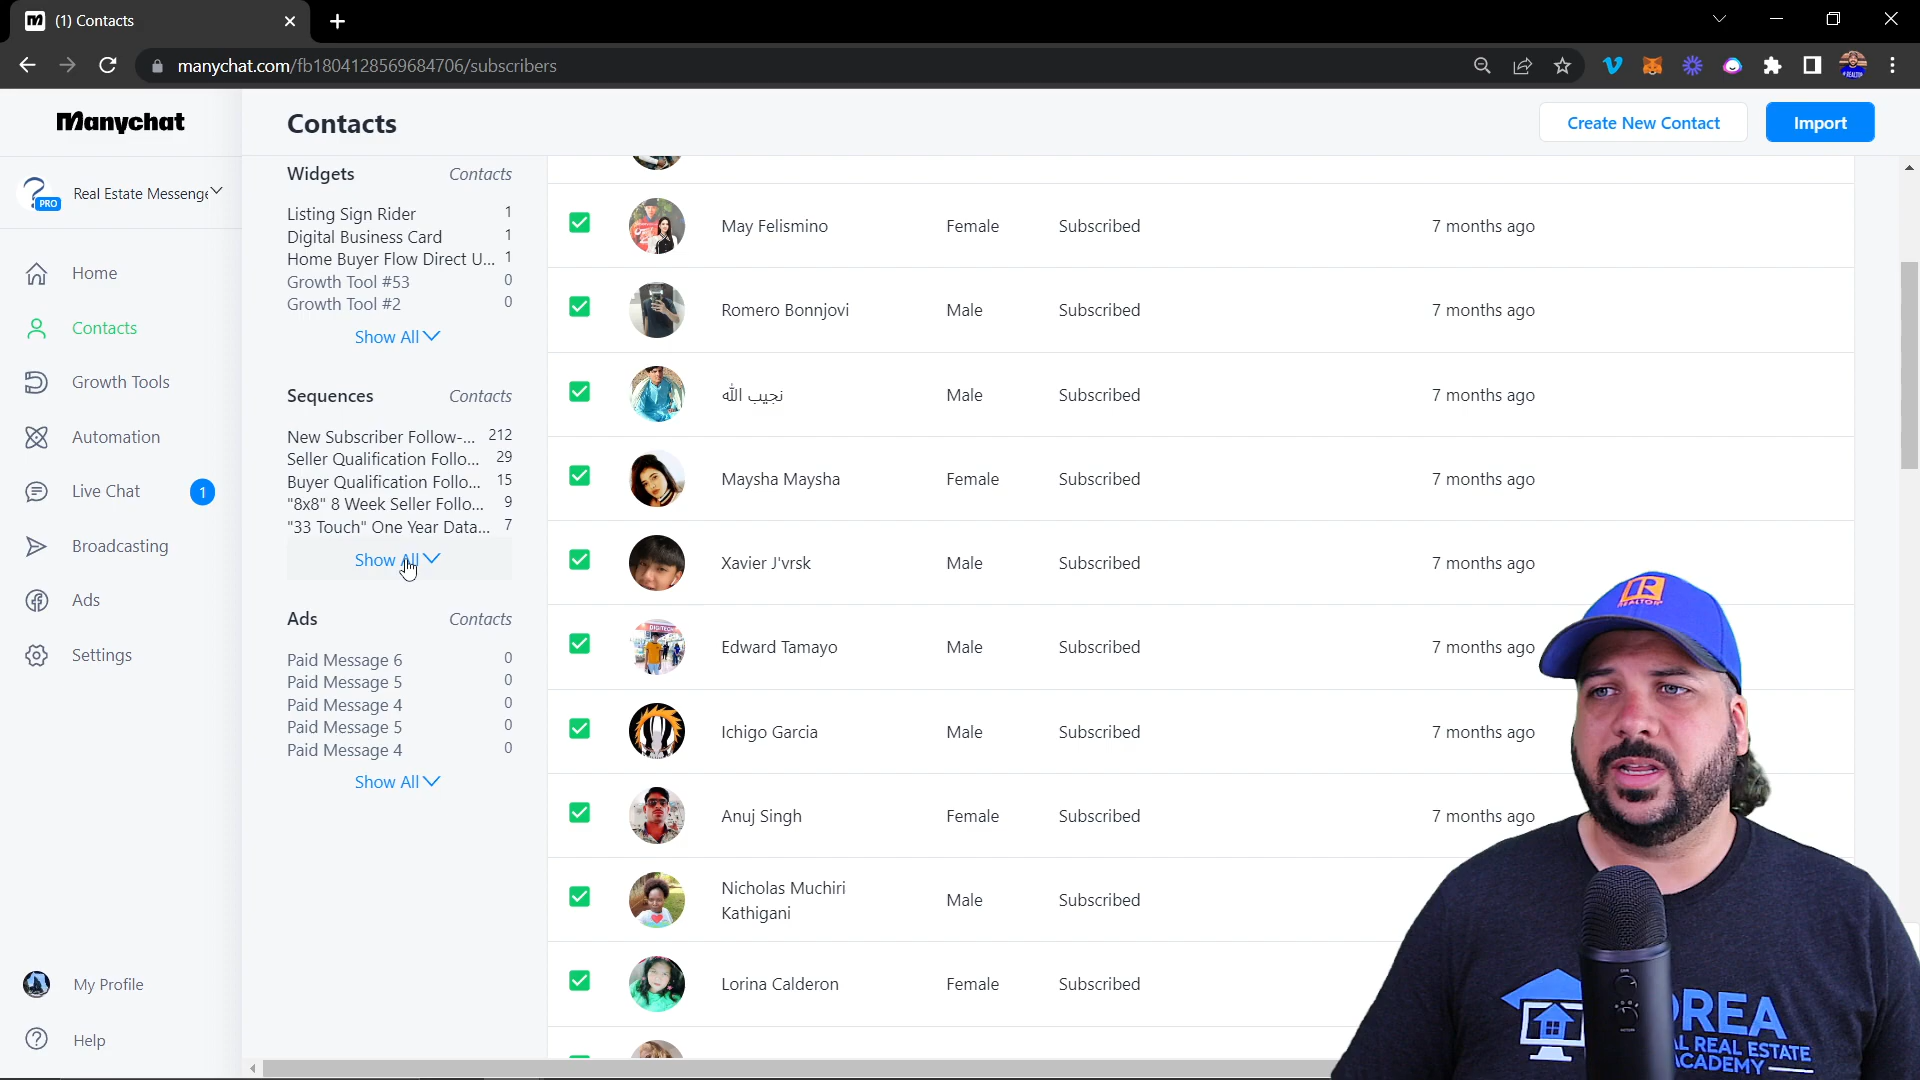 (1) Contacts
manychat.com/fb1804128569684706/subscribers
Manychat
Contacts
Create New Contact
Import
PRO
Real Estate Messenge
Home
Contacts
Growth Tools
Automation
Live Chat 1
Broadcasting
Ads
Settings
My Profile
Help
Widgets Contacts
Listing Sign Rider 1
Digital Business Card 1
Home Buyer Flow Direct U... 1
Growth Tool #53 0
Growth Tool #2 0
Show All
Sequences Contacts
New Subscriber Follow-... 212
Seller Qualification Follo... 29
Buyer Qualification Follo... 15
"8x8" 8 Week Seller Follo... 9
"33 Touch" One Year Data... 7
Show All
Ads Contacts
Paid Message 6 0
Paid Message 5 0
Paid Message 4 0
Paid Message 5 0
Paid Message 4 0
Show All
May Felismino Female Subscribed 7 months ago
Romero Bonnjovi Male Subscribed 7 months ago
نجيب الله Male Subscribed 7 months ago
Maysha Maysha Female Subscribed 7 months ago
Xavier J'vrsk Male Subscribed 7 months ago
Edward Tamayo Male Subscribed 7 months ago
Ichigo Garcia Male Subscribed 7 months ago
Anuj Singh Female Subscribed 7 months ago
Nicholas Muchiri
Kathigani Male Subscribed
Lorina Calderon Female Subscribed
REALTOR
REA
L REAL ESTATE
ACADEMY